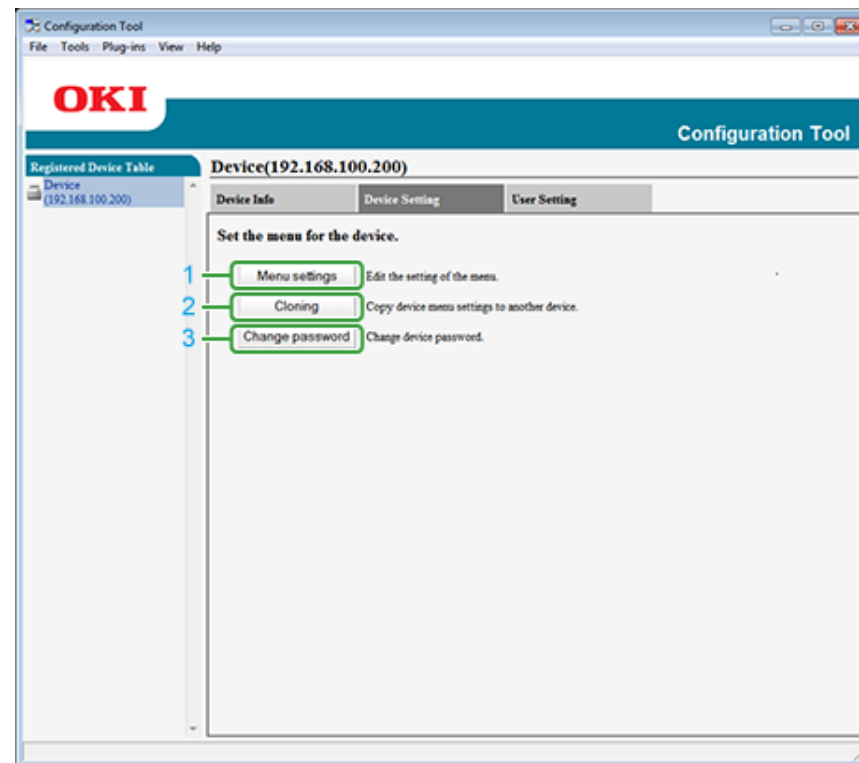 Configuration Tool
File Tools Plug-ins View Help
OKI
Configuration Tool
Registered Device Table
Device
(192.168.100.200)
Device(192.168.100.200)
Device Info Device Setting User Setting
Set the menu for the device.
1 Menu settings Edit the setting of the menu.
2 Cloning Copy device menu settings to another device.
3 Change password Change device password.